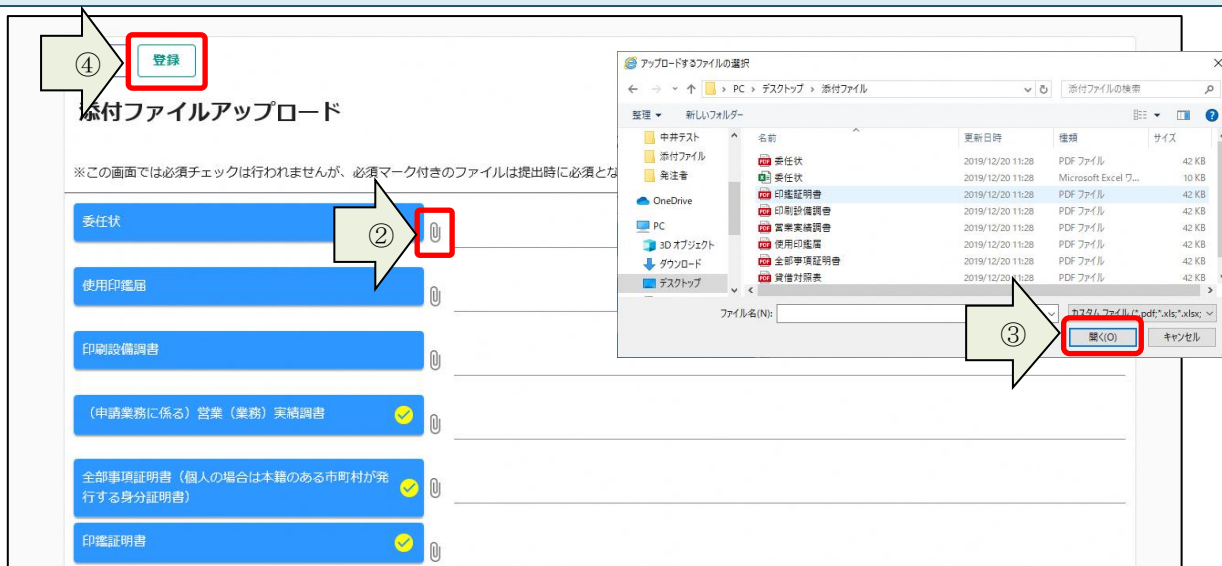 ④
登録
添付ファイルアップロード
※この画面では必須チェックは行われませんが、必須マーク付きのファイルは提出時に必須とな
委任状
②
使用印鑑届
印刷設備調書
（申請業務に係る）営業（業務）実績調書
全部事項証明書（個人の場合は本籍のある市町村が発
行する身分証明書）
印鑑証明書
アップロードするファイルの選択
PC › デスクトップ › 添付ファイル
添付ファイルの検索
整理 新しいフォルダー
中井テスト
添付ファイル
発注者
OneDrive
PC
3D オブジェクト
ダウンロード
デスクトップ
名前 更新日時 種類 サイズ
委任状 2019/12/20 11:28 PDF ファイル 42 KB
委任状 2019/12/20 11:28 Microsoft Excel ワ... 10 KB
印鑑証明書 2019/12/20 11:28 PDF ファイル 42 KB
印刷設備調書 2019/12/20 11:28 PDF ファイル 42 KB
営業実績調書 2019/12/20 11:28 PDF ファイル 42 KB
使用印鑑届 2019/12/20 11:28 PDF ファイル 42 KB
全部事項証明書 2019/12/20 11:28 PDF ファイル 42 KB
貸借対照表 2019/12/20 11:28 PDF ファイル 42 KB
ファイル名(N):
カスタム ファイル (*.pdf;*.xls;*.xlsx;
③
開く(O)
キャンセル